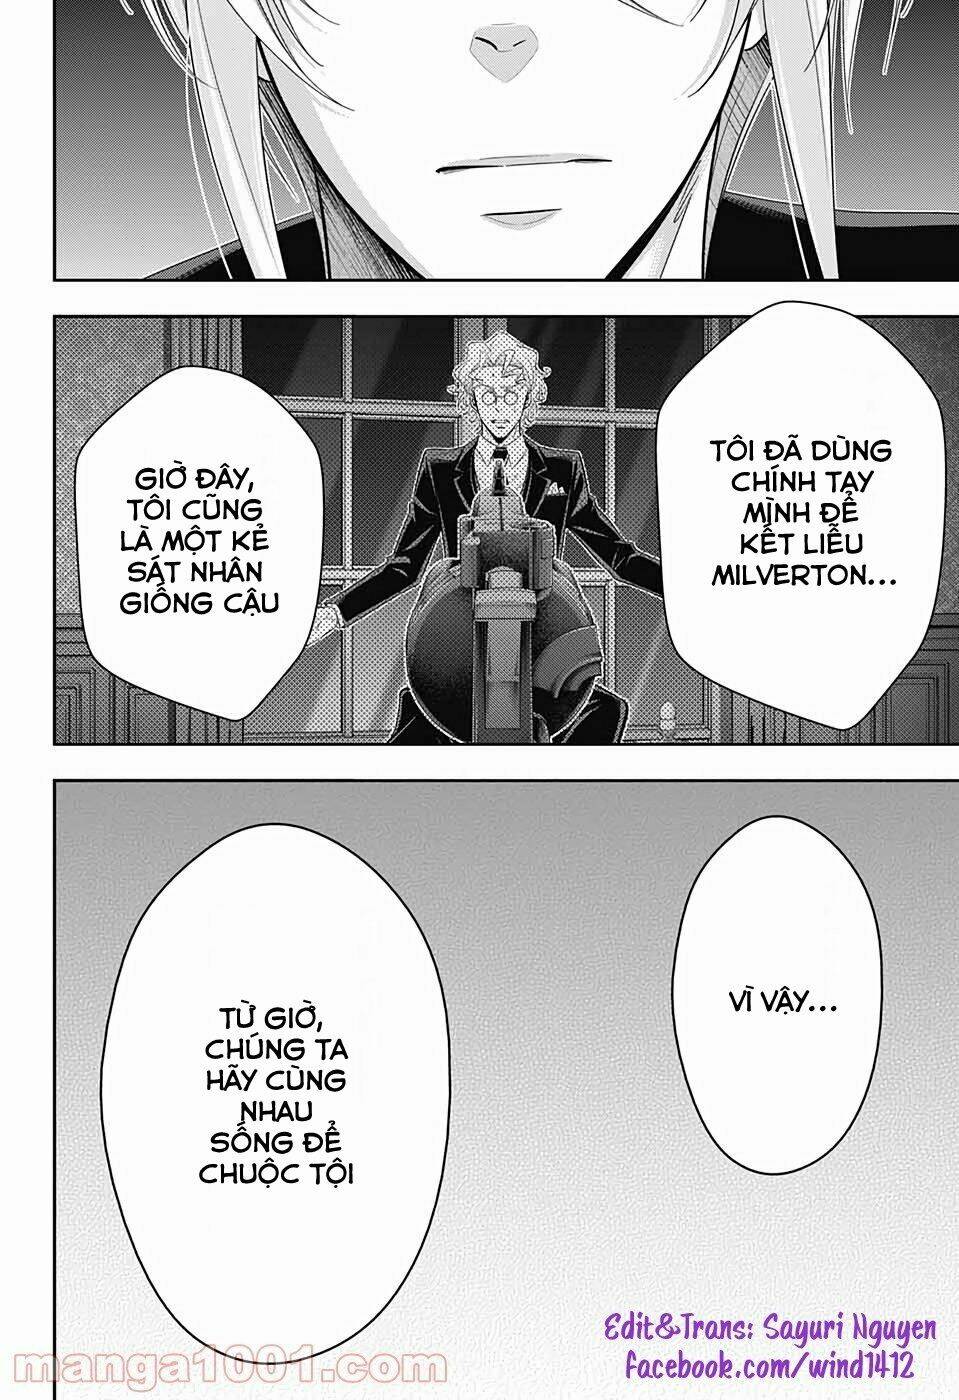 TÔI ĐÃ DÙNG
CHÍNH TAY
MÌNH ĐỂ
KẾT LIỄU
MILVERTON...
GIỜ ĐÂY,
TÔI CŨNG
LÀ MỘT KẺ
SÁT NHÂN
GIỐNG CẬU
VÌ VẬY...
TỪ GIỜ,
CHÚNG TA
HÃY CÙNG
NHAU
SỐNG ĐỂ
CHUỘC TỘI
Edit&Trans: Sayuri Nguyen
facebook.com/wind1412
manga1001.com